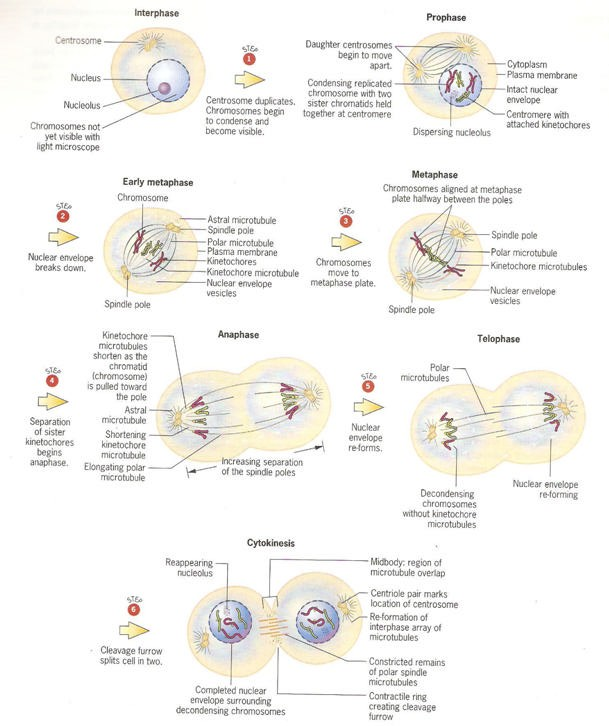 Interphase
Centrosome
Nucleus
Nucleolus
Chromosomes not
yet visible with
light microscope
STEP
1
Centrosome duplicates.
Chromosomes begin
to condense and
become visible.
Prophase
Daughter centrosomes
begin to move
apart.
Condensing replicated
chromosome with two
sister chromatids held
together at centromere
Dispersing nucleolus
Cytoplasm
Plasma membrane
Intact nuclear
envelope
Centromere with
attached kinetochores
STEP
2
Nuclear envelope
breaks down.
Early metaphase
Chromosome
Astral microtubule
Spindle pole
Polar microtubule
Plasma membrane
Kinetochores
Kinetochore microtubule
Nuclear envelope
vesicles
Spindle pole
STEP
3
Chromosomes
move to
metaphase plate.
Metaphase
Chromosomes aligned at metaphase
plate halfway between the poles
Spindle pole
Polar microtubule
Kinetochore microtubules
Nuclear envelope
vesicles
Spindle pole
STEP
4
Separation
of sister
kinetochores
begins
anaphase.
Anaphase
Kinetochore
microtubules
shorten as the
chromatid
(chromosome)
is pulled toward
the pole
Astral
microtubule
Shortening
kinetochore
microtubule
Elongating polar
microtubule
Increasing separation
of the spindle poles
STEP
5
Nuclear
envelope
re-forms.
Telophase
Polar
microtubules
Decondensing
chromosomes
without kinetochore
microtubules
Nuclear envelope
re-forming
STEP
6
Cleavage furrow
splits cell in two.
Cytokinesis
Reappearing
nucleolus
Completed nuclear
envelope surrounding
decondensing chromosomes
Midbody: region of
microtubule overlap
Centriole pair marks
location of centrosome
Re-formation of
interphase array of
microtubules
Constricted remains
of polar spindle
microtubules
Contractile ring
creating cleavage
furrow